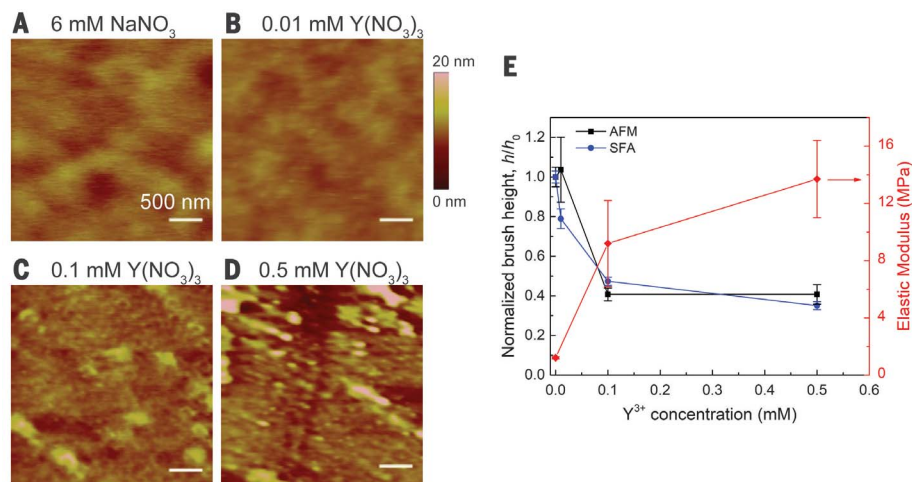 A 6 mM NaNO₃
B 0.01 mM Y(NO₃)₃
20 nm
0 nm
500 nm
C 0.1 mM Y(NO₃)₃
D 0.5 mM Y(NO₃)₃
E
AFM
SFA
Normalized brush height, h/h₀
1.2
1.0
0.8
0.6
0.4
0.2
0.0
16
12
8
4
0
Elastic Modulus (MPa)
0.0 0.1 0.2 0.3 0.4 0.5 0.6
Y³⁺ concentration (mM)